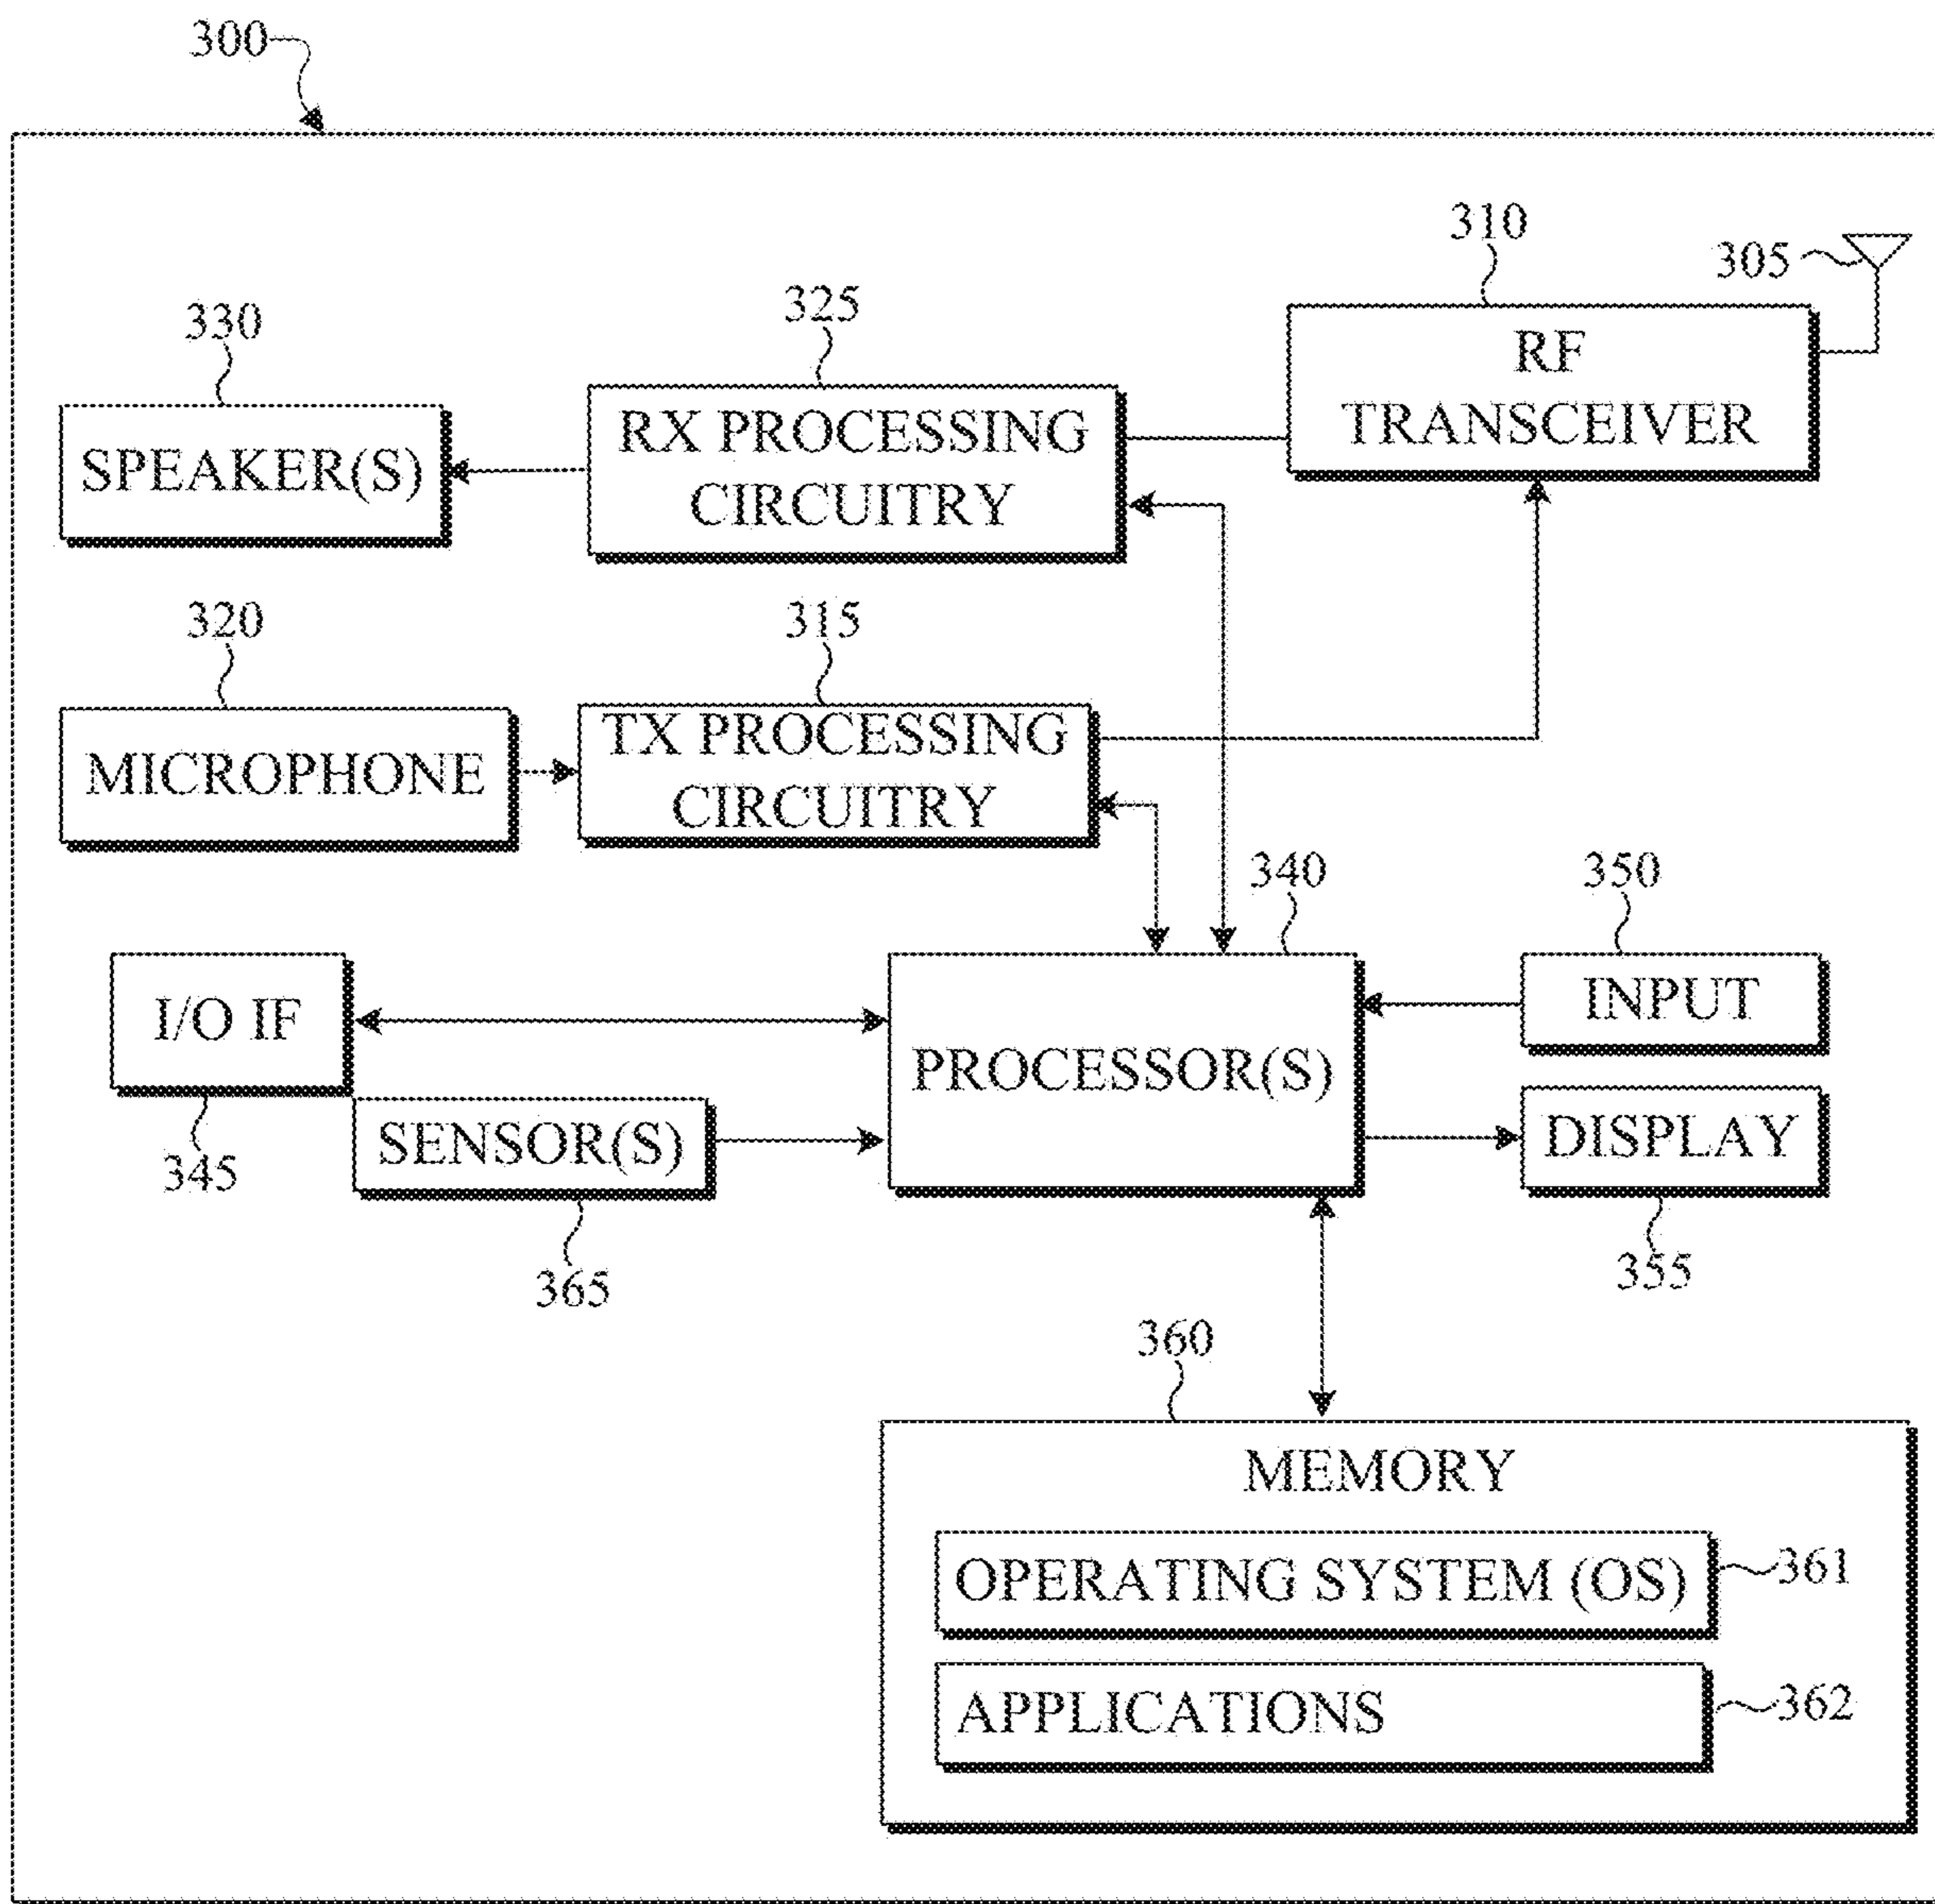 300
310
305
325
330
RF
TRANSCEIVER
RX PROCESSING
CIRCUITRY
SPEAKER(S)
320
315
MICROPHONE
TX PROCESSING
CIRCUITRY
340
350
I/O IF
INPUT
PROCESSOR(S)
SENSOR(S)
DISPLAY
345
365
355
360
MEMORY
OPERATING SYSTEM (OS)
361
APPLICATIONS
362